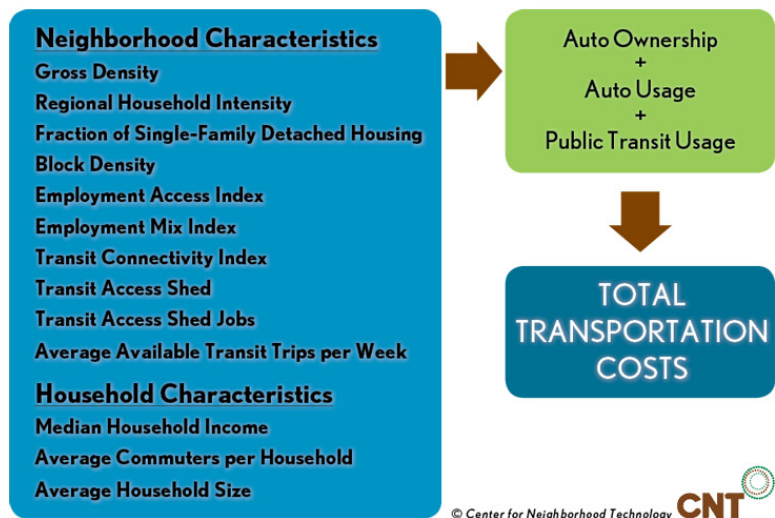 Neighborhood Characteristics
Gross Density
Regional Household Intensity
Fraction of Single-Family Detached Housing
Block Density
Employment Access Index
Employment Mix Index
Transit Connectivity Index
Transit Access Shed
Transit Access Shed Jobs
Average Available Transit Trips per Week
Household Characteristics
Median Household Income
Average Commuters per Household
Average Household Size
Auto Ownership
+
Auto Usage
+
Public Transit Usage
TOTAL
TRANSPORTATION
COSTS
© Center for Neighborhood Technology CNT